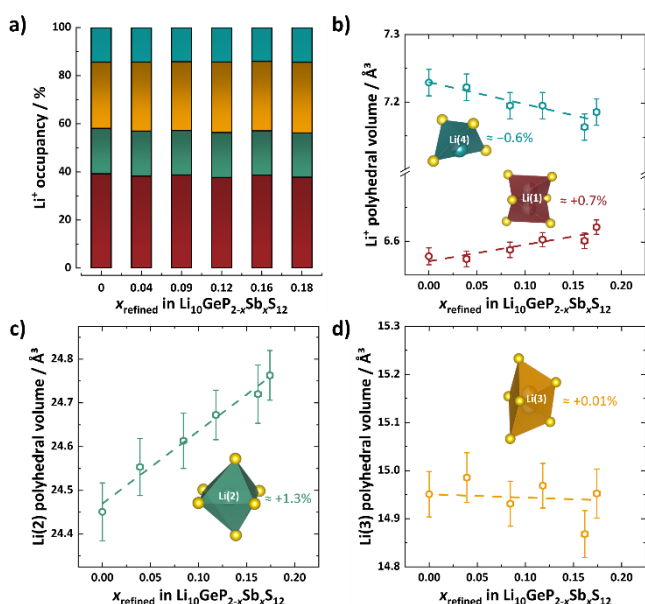 a)
Li⁺ occupancy / %
100
80
60
40
20
0
0 0.04 0.09 0.12 0.16 0.18
x_refined in Li₁₀GeP₂₋ₓSbₓS₁₂
b)
Li⁺ polyhedral volume / Å³
7.3
7.2
6.6
Li(4)
≈ −0.6%
Li(1)
≈ +0.7%
0.00 0.05 0.10 0.15 0.20
x_refined in Li₁₀GeP₂₋ₓSbₓS₁₂
c)
Li(2) polyhedral volume / Å³
24.8
24.7
24.6
24.5
24.4
Li(2)
≈ +1.3%
0.00 0.05 0.10 0.15 0.20
x_refined in Li₁₀GeP₂₋ₓSbₓS₁₂
d)
Li(3) polyhedral volume / Å³
15.3
15.2
15.1
15.0
14.9
14.8
Li(3)
≈ +0.01%
0.00 0.05 0.10 0.15 0.20
x_refined in Li₁₀GeP₂₋ₓSbₓS₁₂